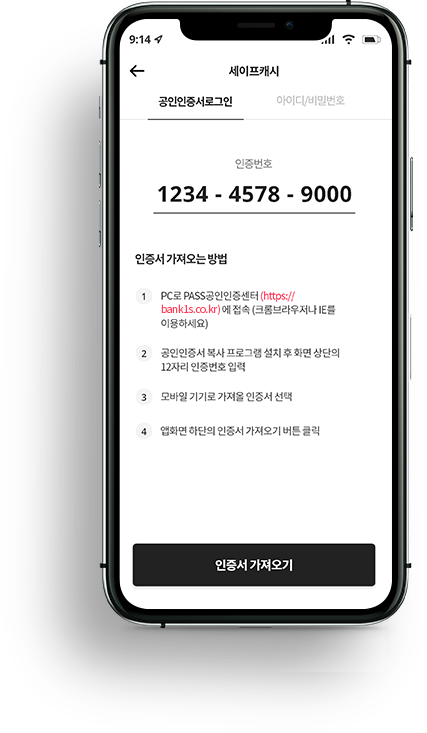 9:14
세이프캐시
공인인증서로그인 아이디/비밀번호
인증번호
1234 - 4578 - 9000
인증서 가져오는 방법
1 PC로 PASS공인인증센터 (https://
bank1s.co.kr) 에 접속 (크롬브라우저나 IE를
이용하세요)
2 공인인증서 복사 프로그램 설치 후 화면 상단의
12자리 인증번호 입력
3 모바일 기기로 가져올 인증서 선택
4 앱화면 하단의 인증서 가져오기 버튼 클릭
인증서 가져오기